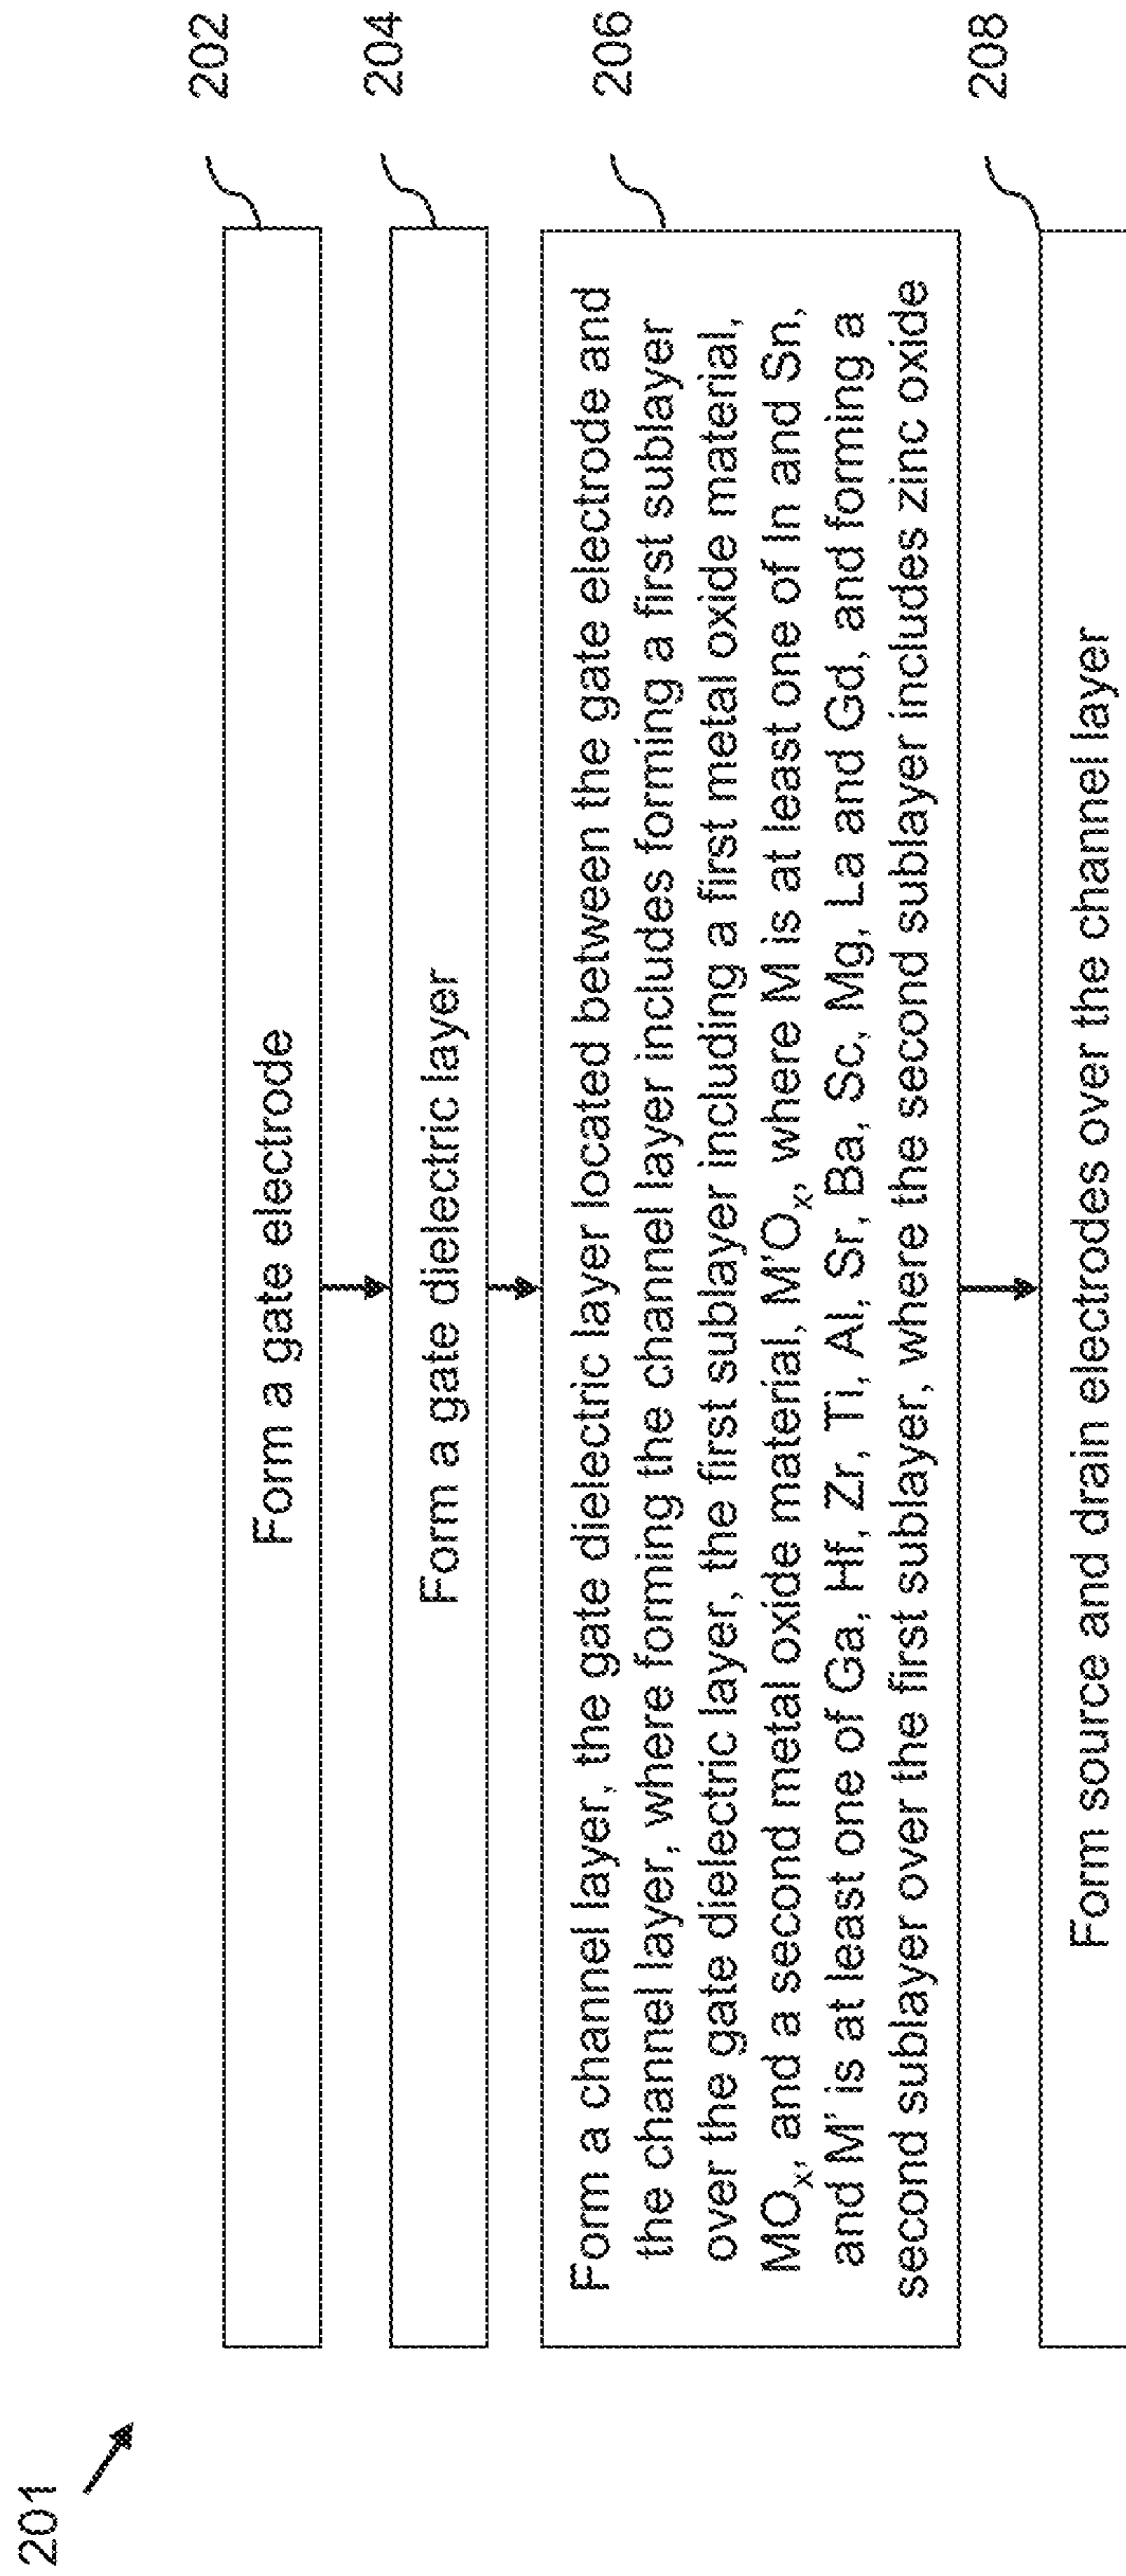 201
202
Form a gate electrode
204
Form a gate dielectric layer
206
Form a channel layer, the gate dielectric layer located between the gate electrode and
the channel layer, where forming the channel layer includes forming a first sublayer
over the gate dielectric layer, the first sublayer including a first metal oxide material,
MOₓ, and a second metal oxide material, M'Oₓ, where M is at least one of In and Sn,
and M' is at least one of Ga, Hf, Zr, Ti, Al, Sr, Ba, Sc, Mg, La and Gd, and forming a
second sublayer over the first sublayer, where the second sublayer includes zinc oxide
208
Form source and drain electrodes over the channel layer